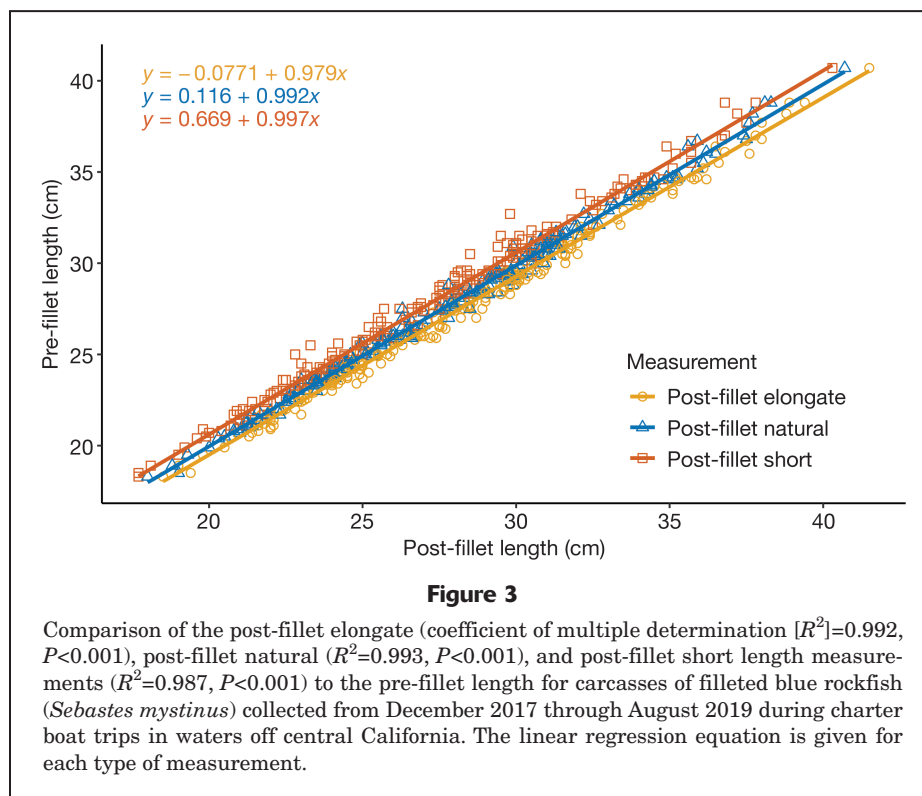 y = −0.0771 + 0.979x
y = 0.116 + 0.992x
y = 0.669 + 0.997x
40
35
30
25
20
Pre-fillet length (cm)
Measurement
Post-fillet elongate
Post-fillet natural
Post-fillet short
20 25 30 35 40
Post-fillet length (cm)
Figure 3
Comparison of the post-fillet elongate (coefficient of multiple determination [R²]=0.992,
P<0.001), post-fillet natural (R²=0.993, P<0.001), and post-fillet short length measure-
ments (R²=0.987, P<0.001) to the pre-fillet length for carcasses of filleted blue rockfish
(Sebastes mystinus) collected from December 2017 through August 2019 during charter
boat trips in waters off central California. The linear regression equation is given for
each type of measurement.